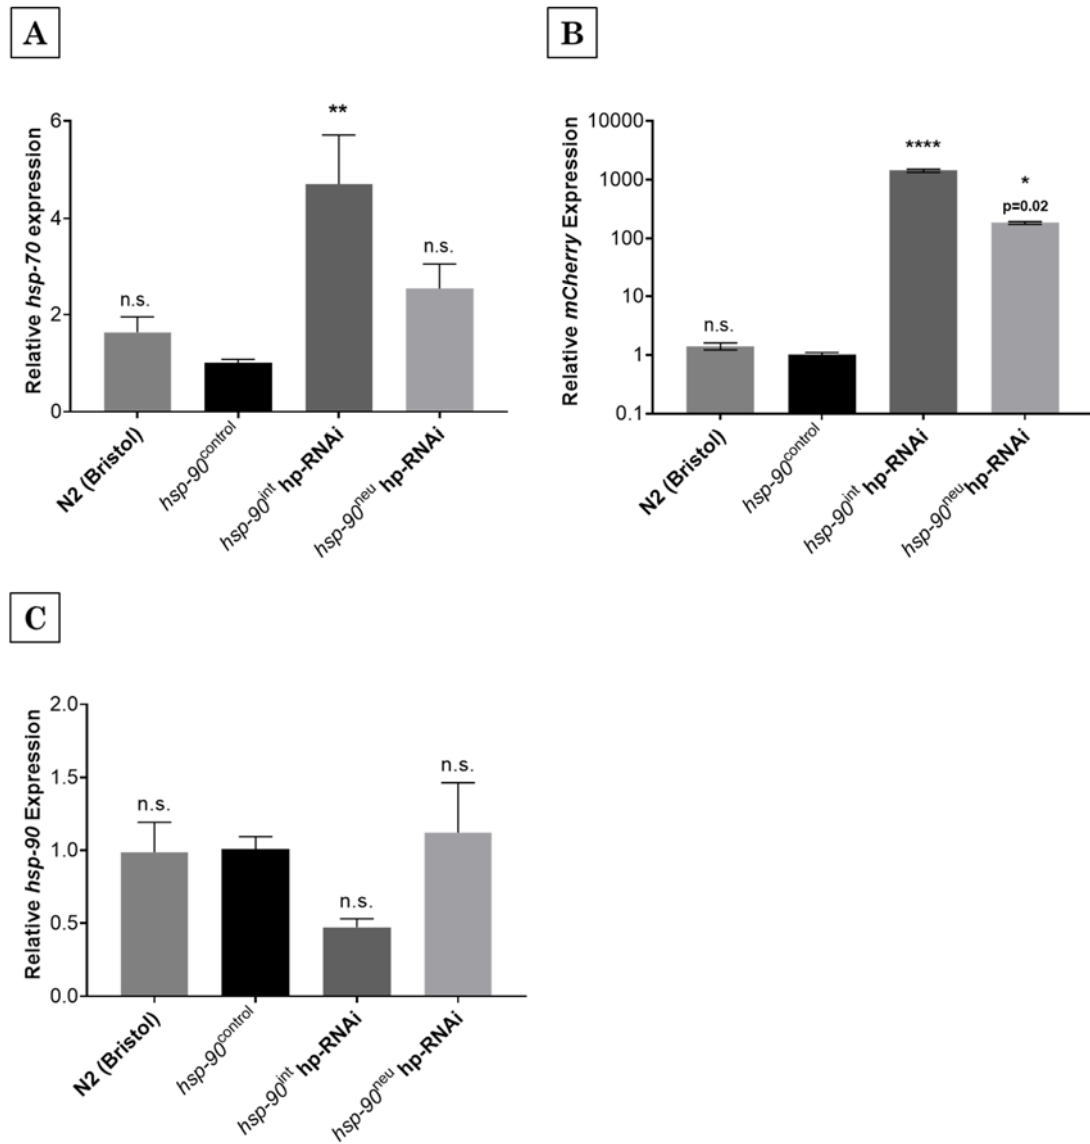 A
Relative hsp-70 expression
6
4
2
0
n.s.
**
n.s.
N2 (Bristol)
hsp-90control
hsp-90int hp-RNAi
hsp-90neu hp-RNAi
B
Relative mCherry Expression
10000
1000
100
10
1
0.1
n.s.
****
*
p=0.02
N2 (Bristol)
hsp-90control
hsp-90int hp-RNAi
hsp-90neu hp-RNAi
C
Relative hsp-90 Expression
2.0
1.5
1.0
0.5
0.0
n.s.
n.s.
n.s.
N2 (Bristol)
hsp-90control
hsp-90int hp-RNAi
hsp-90neu hp-RNAi